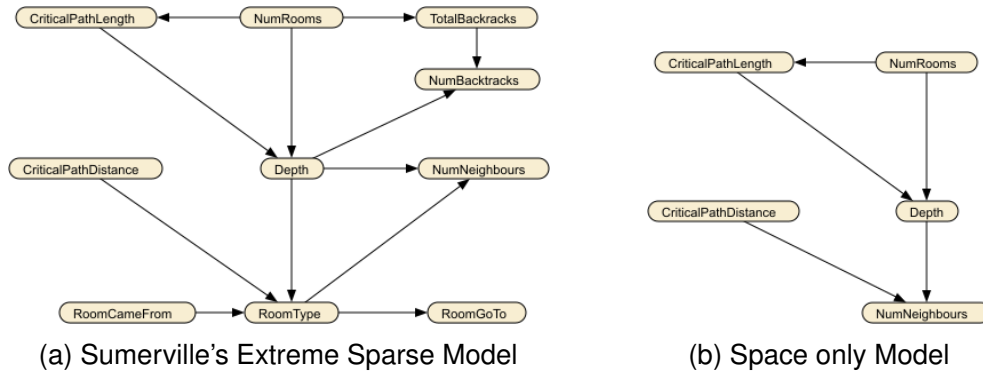 CriticalPathLength
NumRooms
TotalBackracks
NumBacktracks
CriticalPathDistance
Depth
NumNeighbours
RoomCameFrom
RoomType
RoomGoTo
(a) Sumerville's Extreme Sparse Model
CriticalPathLength
NumRooms
CriticalPathDistance
Depth
NumNeighbours
(b) Space only Model